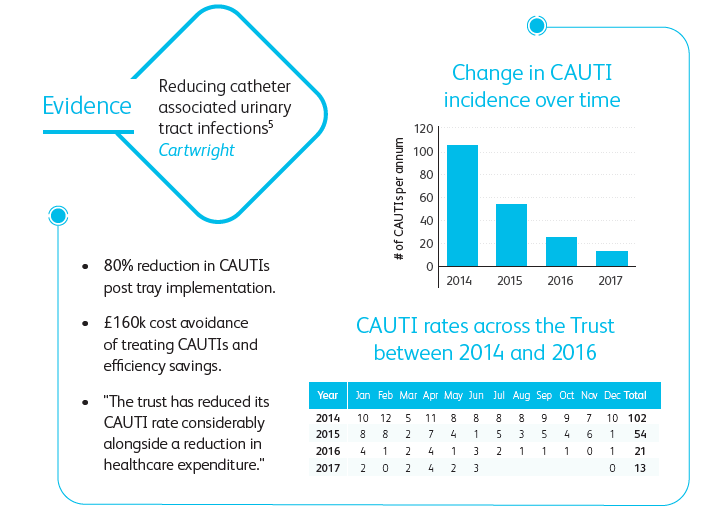 Evidence
Reducing catheter
associated urinary
tract infections5
Cartwright
• 80% reduction in CAUTIs
post tray implementation.
• £160k cost avoidance
of treating CAUTIs and
efficiency savings.
• "The trust has reduced its
CAUTI rate considerably
alongside a reduction in
healthcare expenditure."
Change in CAUTI
incidence over time
# of CAUTIs per annum
120
100
80
60
40
20
0
2014 2015 2016 2017
CAUTI rates across the Trust
between 2014 and 2016
Year Jan Feb Mar Apr May Jun Jul Aug Sep Oct Nov Dec Total
2014 10 12 5 11 8 8 8 8 9 9 7 10 102
2015 8 8 2 7 4 1 5 3 5 4 6 1 54
2016 4 1 2 4 1 3 2 1 1 1 0 1 21
2017 2 0 2 4 2 3 0 13